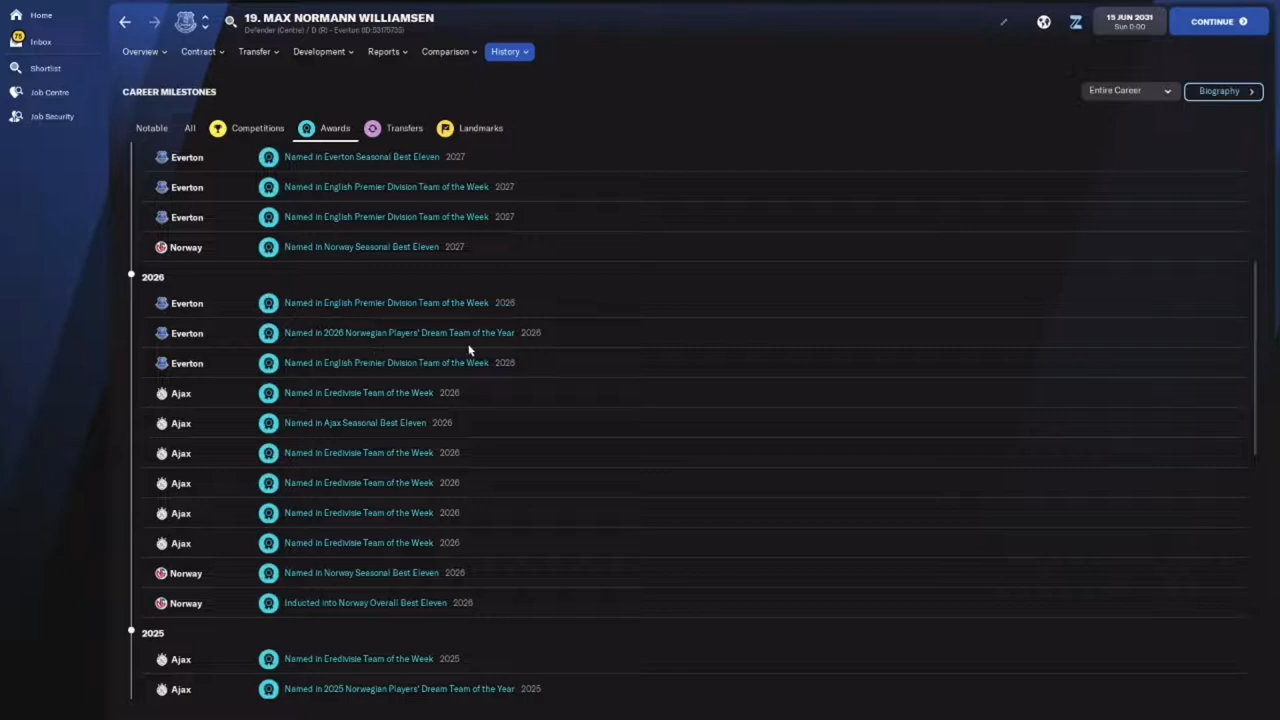 Home
19. MAX NORMANN WILLIAMSEN
Defender (Centre) / D (R) - Everton (ID:53175735)
15 JUN 2031
Sun 0:00
CONTINUE
75
Inbox
Overview Contract Transfer Development Reports Comparison History
Shortlist
Job Centre
Job Security
CAREER MILESTONES
Entire Career
Biography
Notable All Competitions Awards Transfers Landmarks
Everton Named in Everton Seasonal Best Eleven 2027
Everton Named in English Premier Division Team of the Week 2027
Everton Named in English Premier Division Team of the Week 2027
Norway Named in Norway Seasonal Best Eleven 2027
2026
Everton Named in English Premier Division Team of the Week 2026
Everton Named in 2026 Norwegian Players' Dream Team of the Year 2026
Everton Named in English Premier Division Team of the Week 2026
Ajax Named in Eredivisie Team of the Week 2026
Ajax Named in Ajax Seasonal Best Eleven 2026
Ajax Named in Eredivisie Team of the Week 2026
Ajax Named in Eredivisie Team of the Week 2026
Ajax Named in Eredivisie Team of the Week 2026
Ajax Named in Eredivisie Team of the Week 2026
Norway Named in Norway Seasonal Best Eleven 2026
Norway Inducted into Norway Overall Best Eleven 2026
2025
Ajax Named in Eredivisie Team of the Week 2025
Ajax Named in 2025 Norwegian Players' Dream Team of the Year 2025